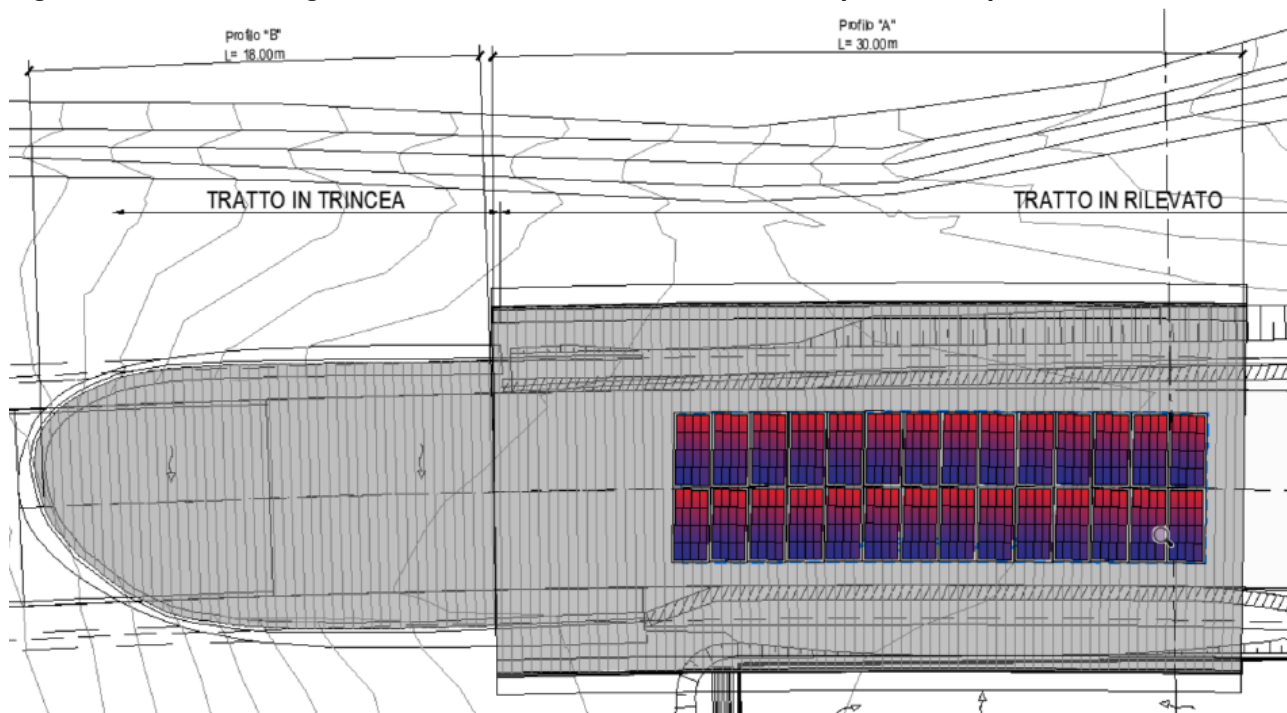 Profilo "B"
L= 18.00m
Profilo "A"
L= 30.00m
TRATTO IN TRINCEA
TRATTO IN RILEVATO